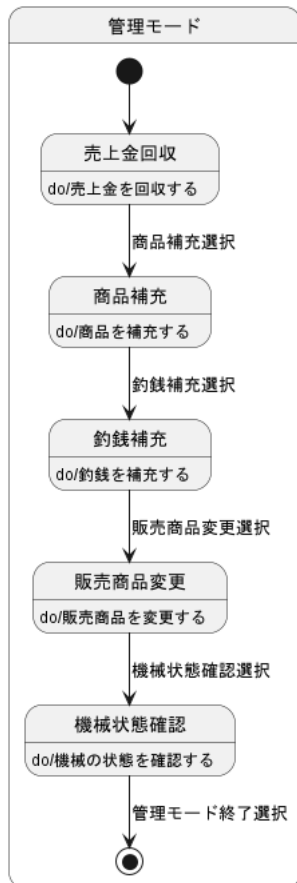 管理モード
売上金回収
do/売上金を回収する
商品補充選択
商品補充
do/商品を補充する
釣銭補充選択
釣銭補充
do/釣銭を補充する
販売商品変更選択
販売商品変更
do/販売商品を変更する
機械状態確認選択
機械状態確認
do/機械の状態を確認する
管理モード終了選択